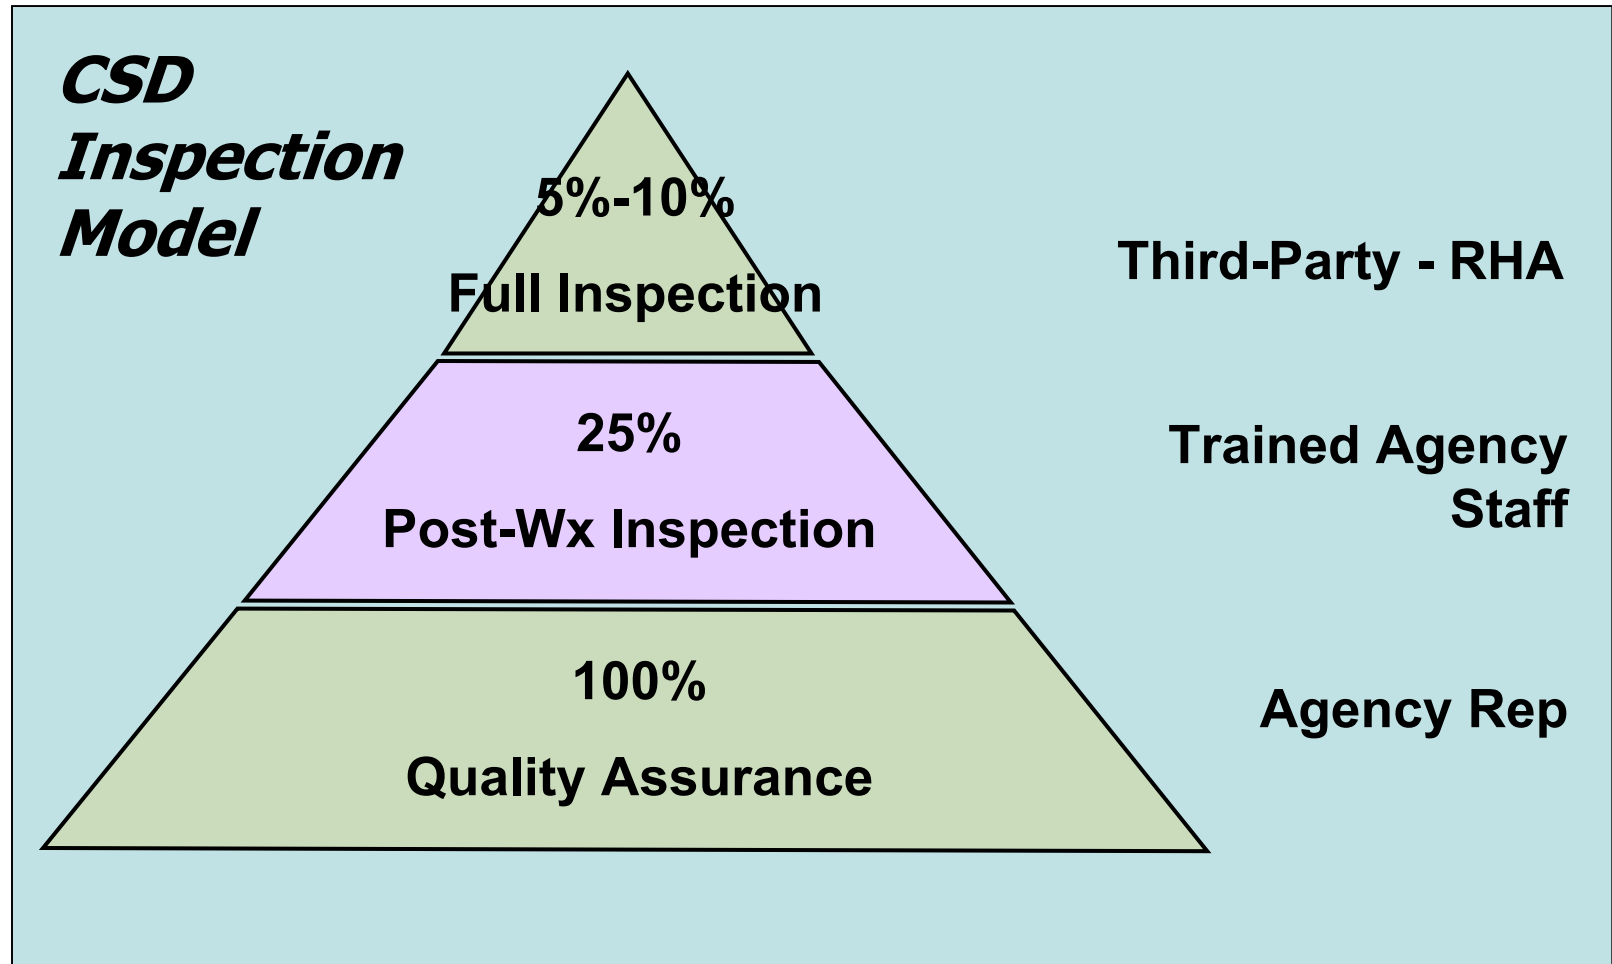 CSD
Inspection
Model
5%-10%
Full Inspection
Third-Party - RHA
25%
Post-Wx Inspection
Trained Agency
Staff
100%
Quality Assurance
Agency Rep